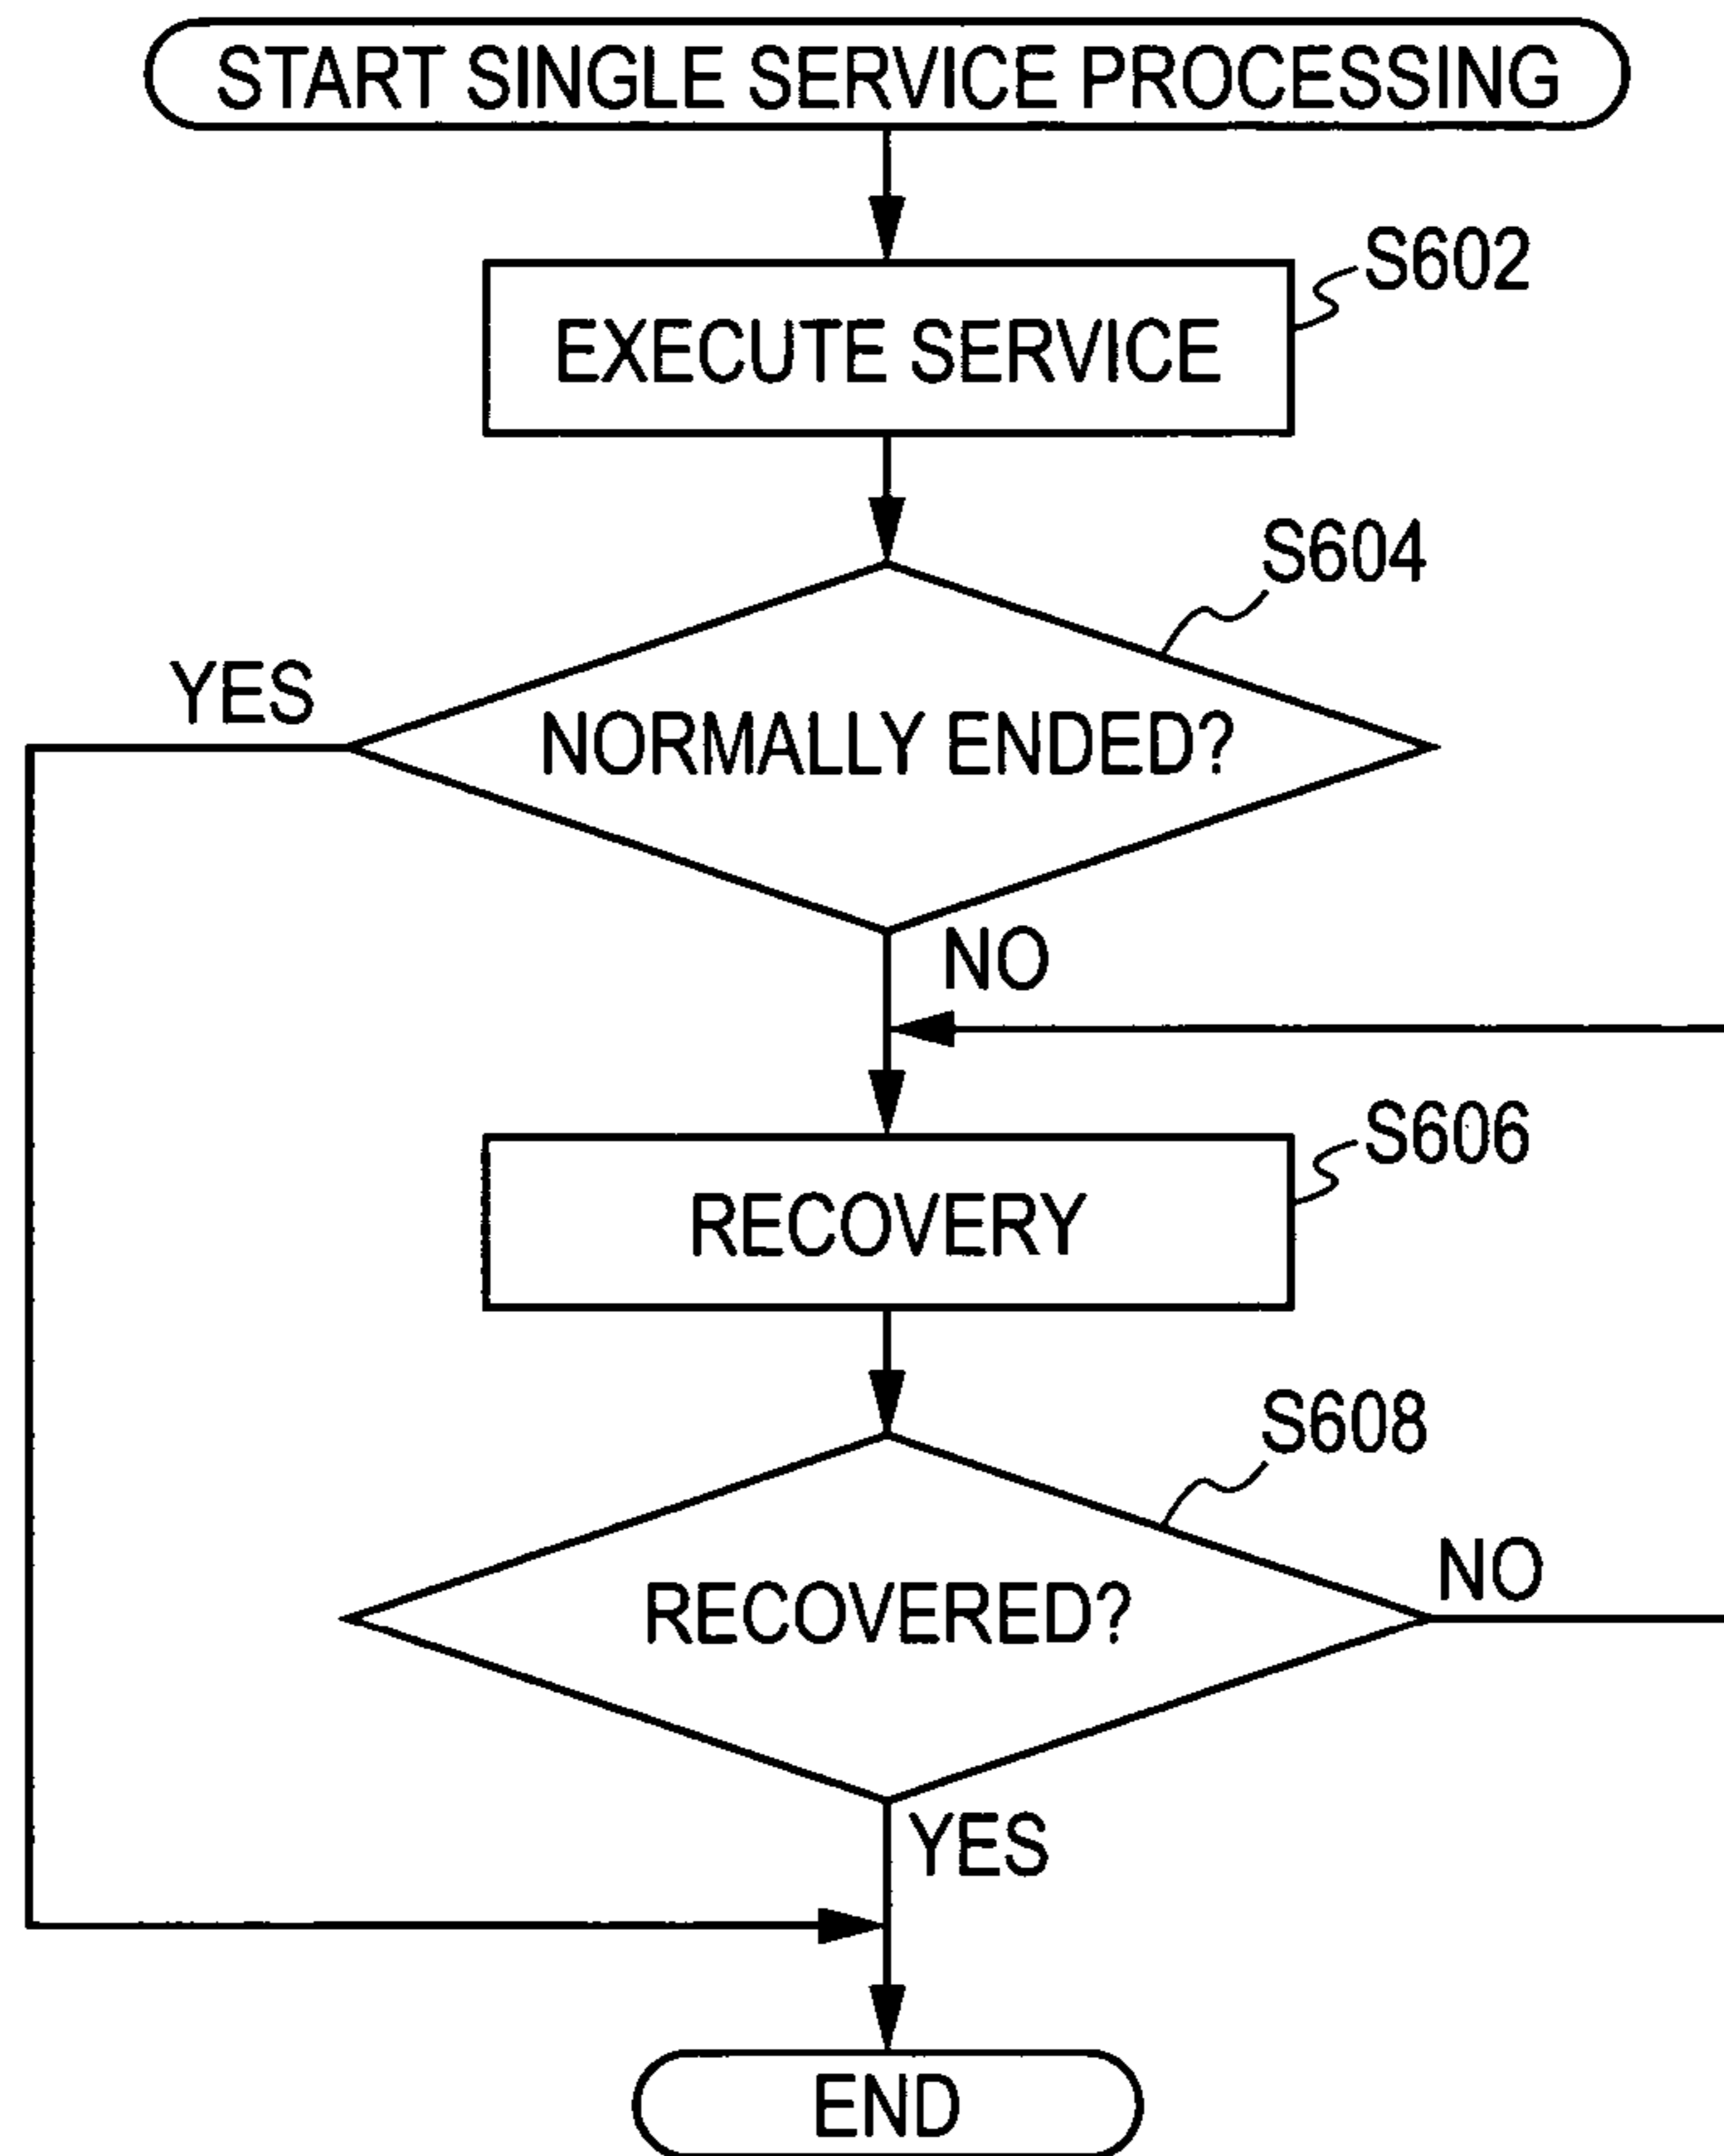 START SINGLE SERVICE PROCESSING
S602
EXECUTE SERVICE
S604
YES
NORMALLY ENDED?
NO
S606
RECOVERY
S608
NO
RECOVERED?
YES
END